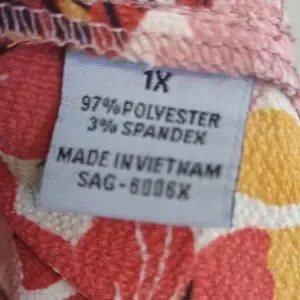 1X
97% POLYESTER
3% SPANDEX
MADE IN VIETNAM
SAG-6006X